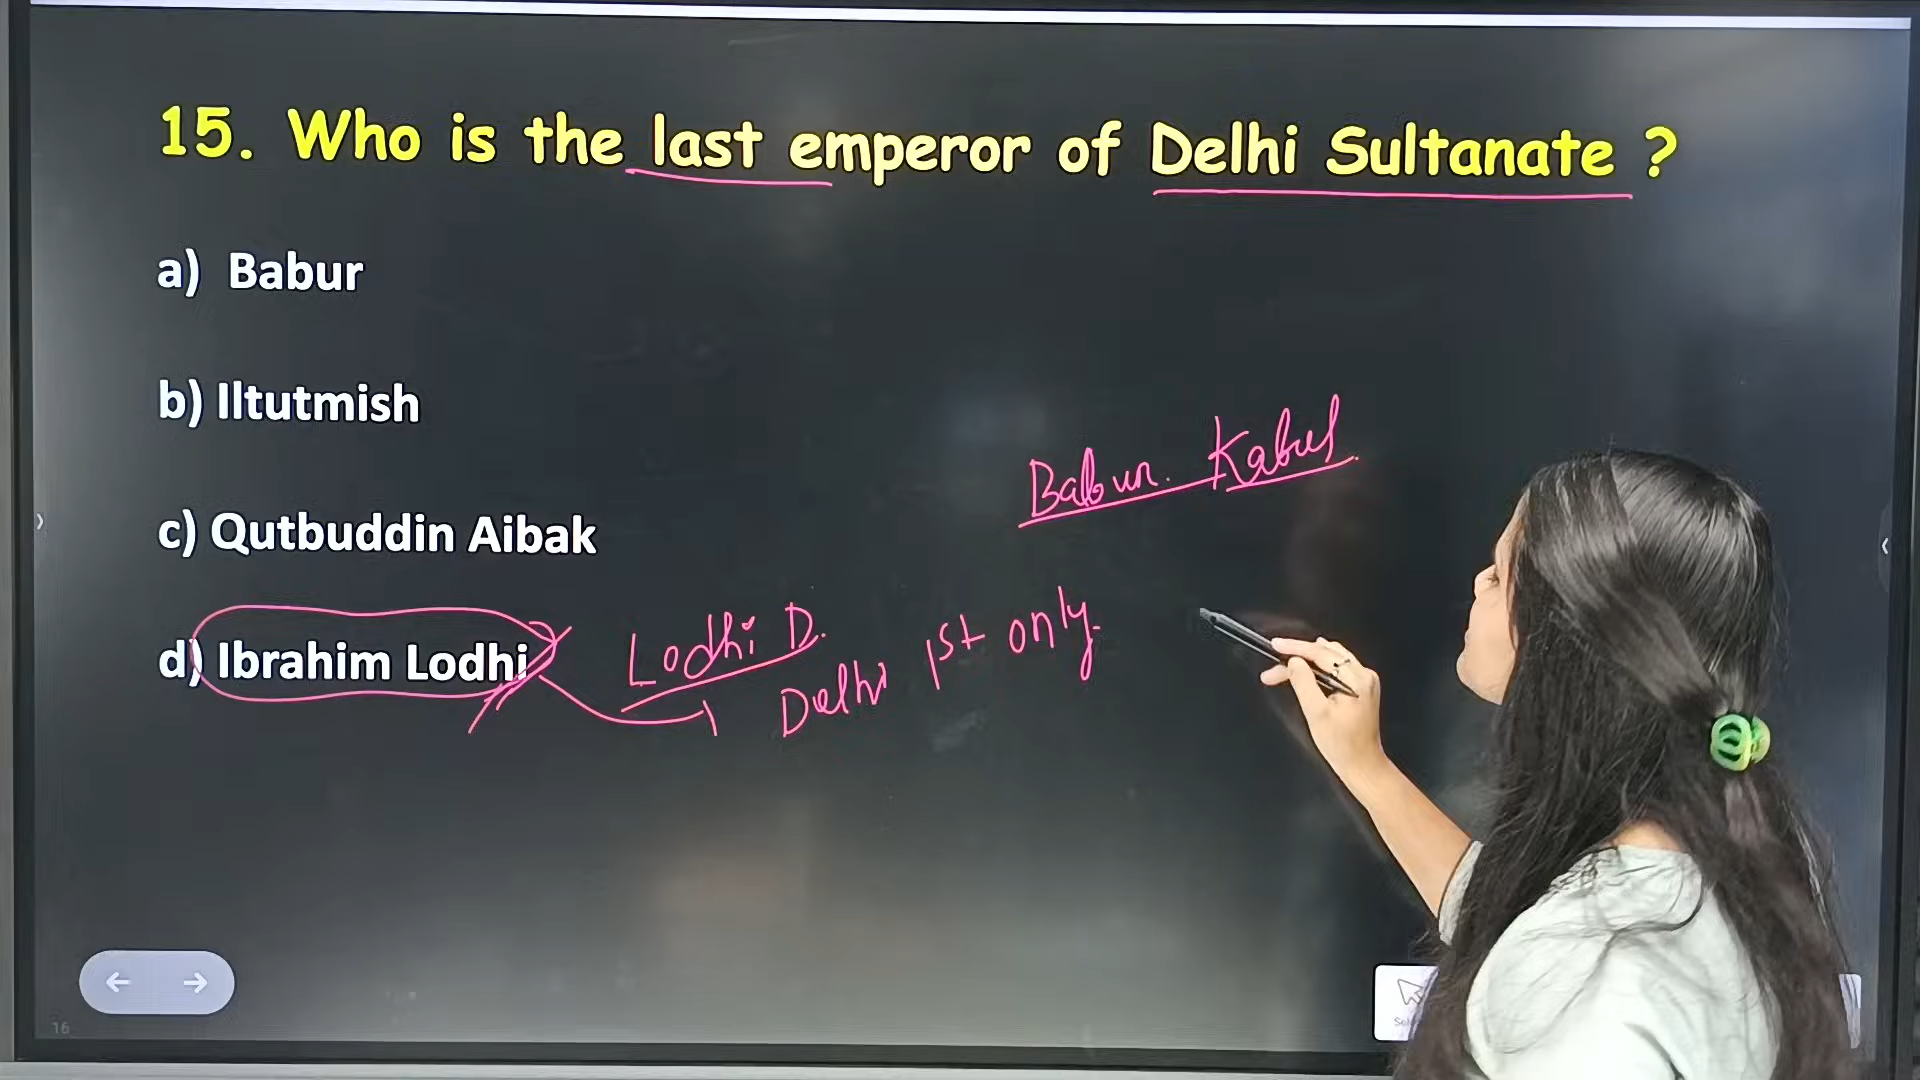 15. Who is the last emperor of Delhi Sultanate ?
a) Babur
b) Iltutmish
Babur. Kabul.
c) Qutbuddin Aibak
d) Ibrahim Lodhi
Lodhi D.
Delhi 1st only.
16